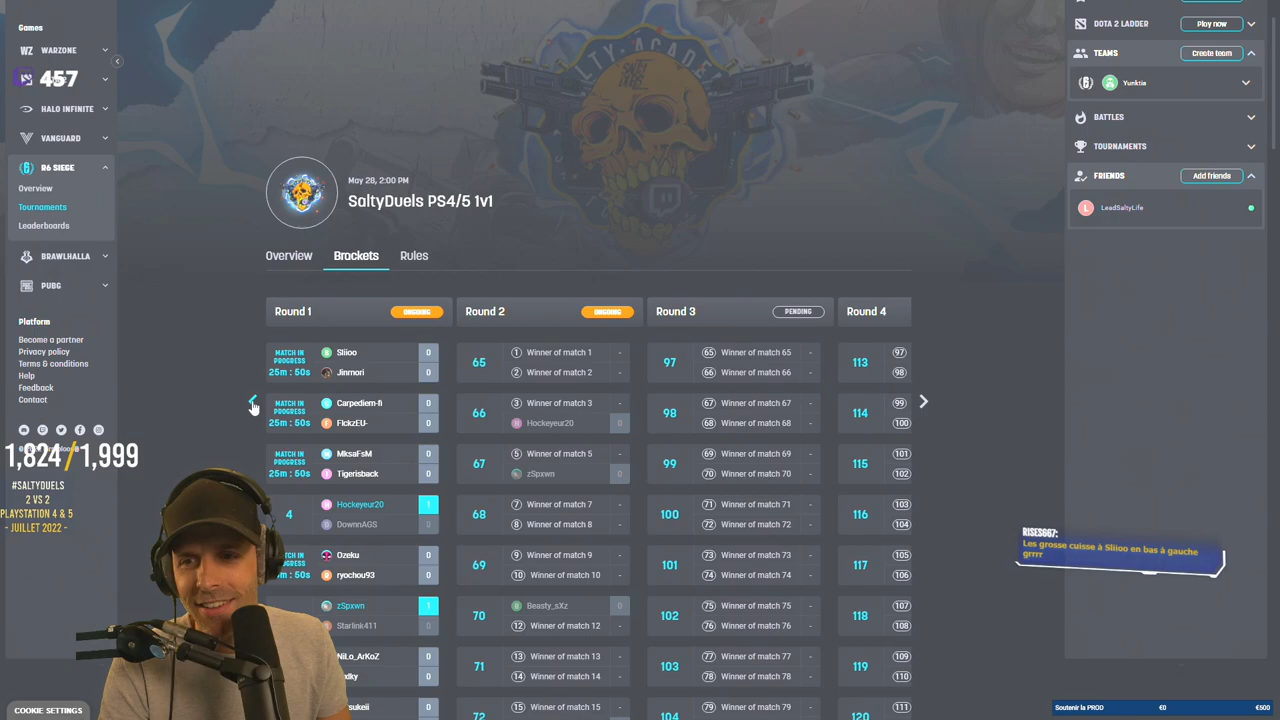 Games
WARZONE
457
HALO INFINITE
VANGUARD
R6 SIEGE
Overview
Tournaments
Leaderboards
BRAWLHALLA
PUBG
Platform
Become a partner
Privacy policy
Terms & conditions
Help
Feedback
Contact
1,824/1,999
#SALTYDUELS
2 VS 2
PLAYSTATION 4 & 5
- JUILLET 2022 -
COOKIE SETTINGS
SALTY ACADEMY
May 28, 2:00 PM
SaltyDuels PS4/5 1v1
Overview Brackets Rules
Round 1 ONGOING
MATCH IN PROGRESS 25m : 50s
Sliioo 0
Jinmori 0
MATCH IN PROGRESS 25m : 50s
Carpediem-fi 0
FlckzEU- 0
MATCH IN PROGRESS 25m : 50s
MksaFsM 0
Tigerisback 0
4
Hockeyeur20 1
DownnAGS 0
Ozeku 0
ryochou93 0
zSpxwn 1
Starlink411 0
NiLo_ArKoZ
Round 2 ONGOING
65
1 Winner of match 1 -
2 Winner of match 2 -
66
3 Winner of match 3 -
Hockeyeur20 0
67
5 Winner of match 5 -
zSpxwn 0
68
7 Winner of match 7 -
8 Winner of match 8 -
69
9 Winner of match 9 -
10 Winner of match 10 -
70
Beasty_sXz 0
12 Winner of match 12 -
71
13 Winner of match 13 -
14 Winner of match 14 -
72
15 Winner of match 15 -
Round 3 PENDING
97
65 Winner of match 65 -
66 Winner of match 66 -
98
67 Winner of match 67 -
68 Winner of match 68 -
99
69 Winner of match 69 -
70 Winner of match 70 -
100
71 Winner of match 71 -
72 Winner of match 72 -
101
73 Winner of match 73 -
74 Winner of match 74 -
102
75 Winner of match 75 -
76 Winner of match 76 -
103
77 Winner of match 77 -
78 Winner of match 78 -
104
79 Winner of match 79 -
Round 4
113
97
98
114
99
100
115
101
102
116
103
104
117
105
106
118
107
108
119
109
110
120
111
DOTA 2 LADDER Play now
TEAMS Create team
Yunktis
BATTLES
TOURNAMENTS
FRIENDS Add friends
L LeadSaltyLife
RISES667:
Les grosse cuisse à Sliioo en bas à gauche
grrrr
Soutenir la PROD €0 €500